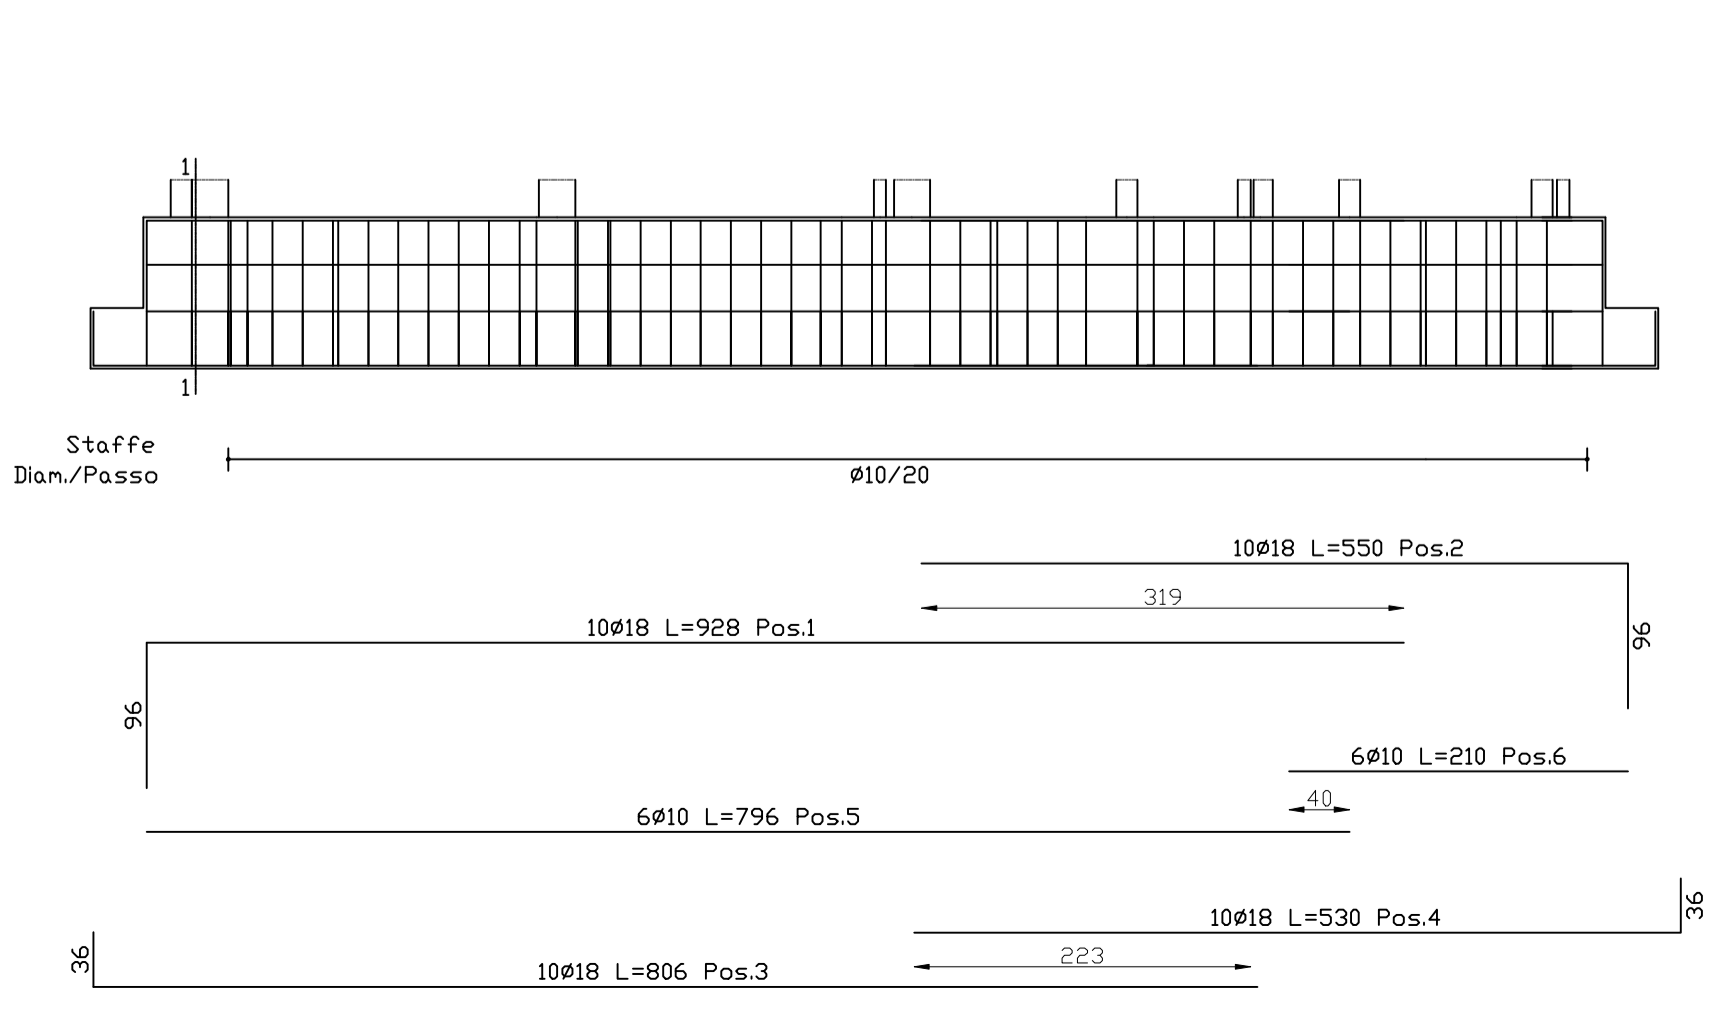 1
1
Staffe
Diam./Passo
ø10/20
10ø18 L=550 Pos.2
319
96
10ø18 L=928 Pos.1
96
6ø10 L=210 Pos.6
40
6ø10 L=796 Pos.5
36
10ø18 L=530 Pos.4
223
36
10ø18 L=806 Pos.3